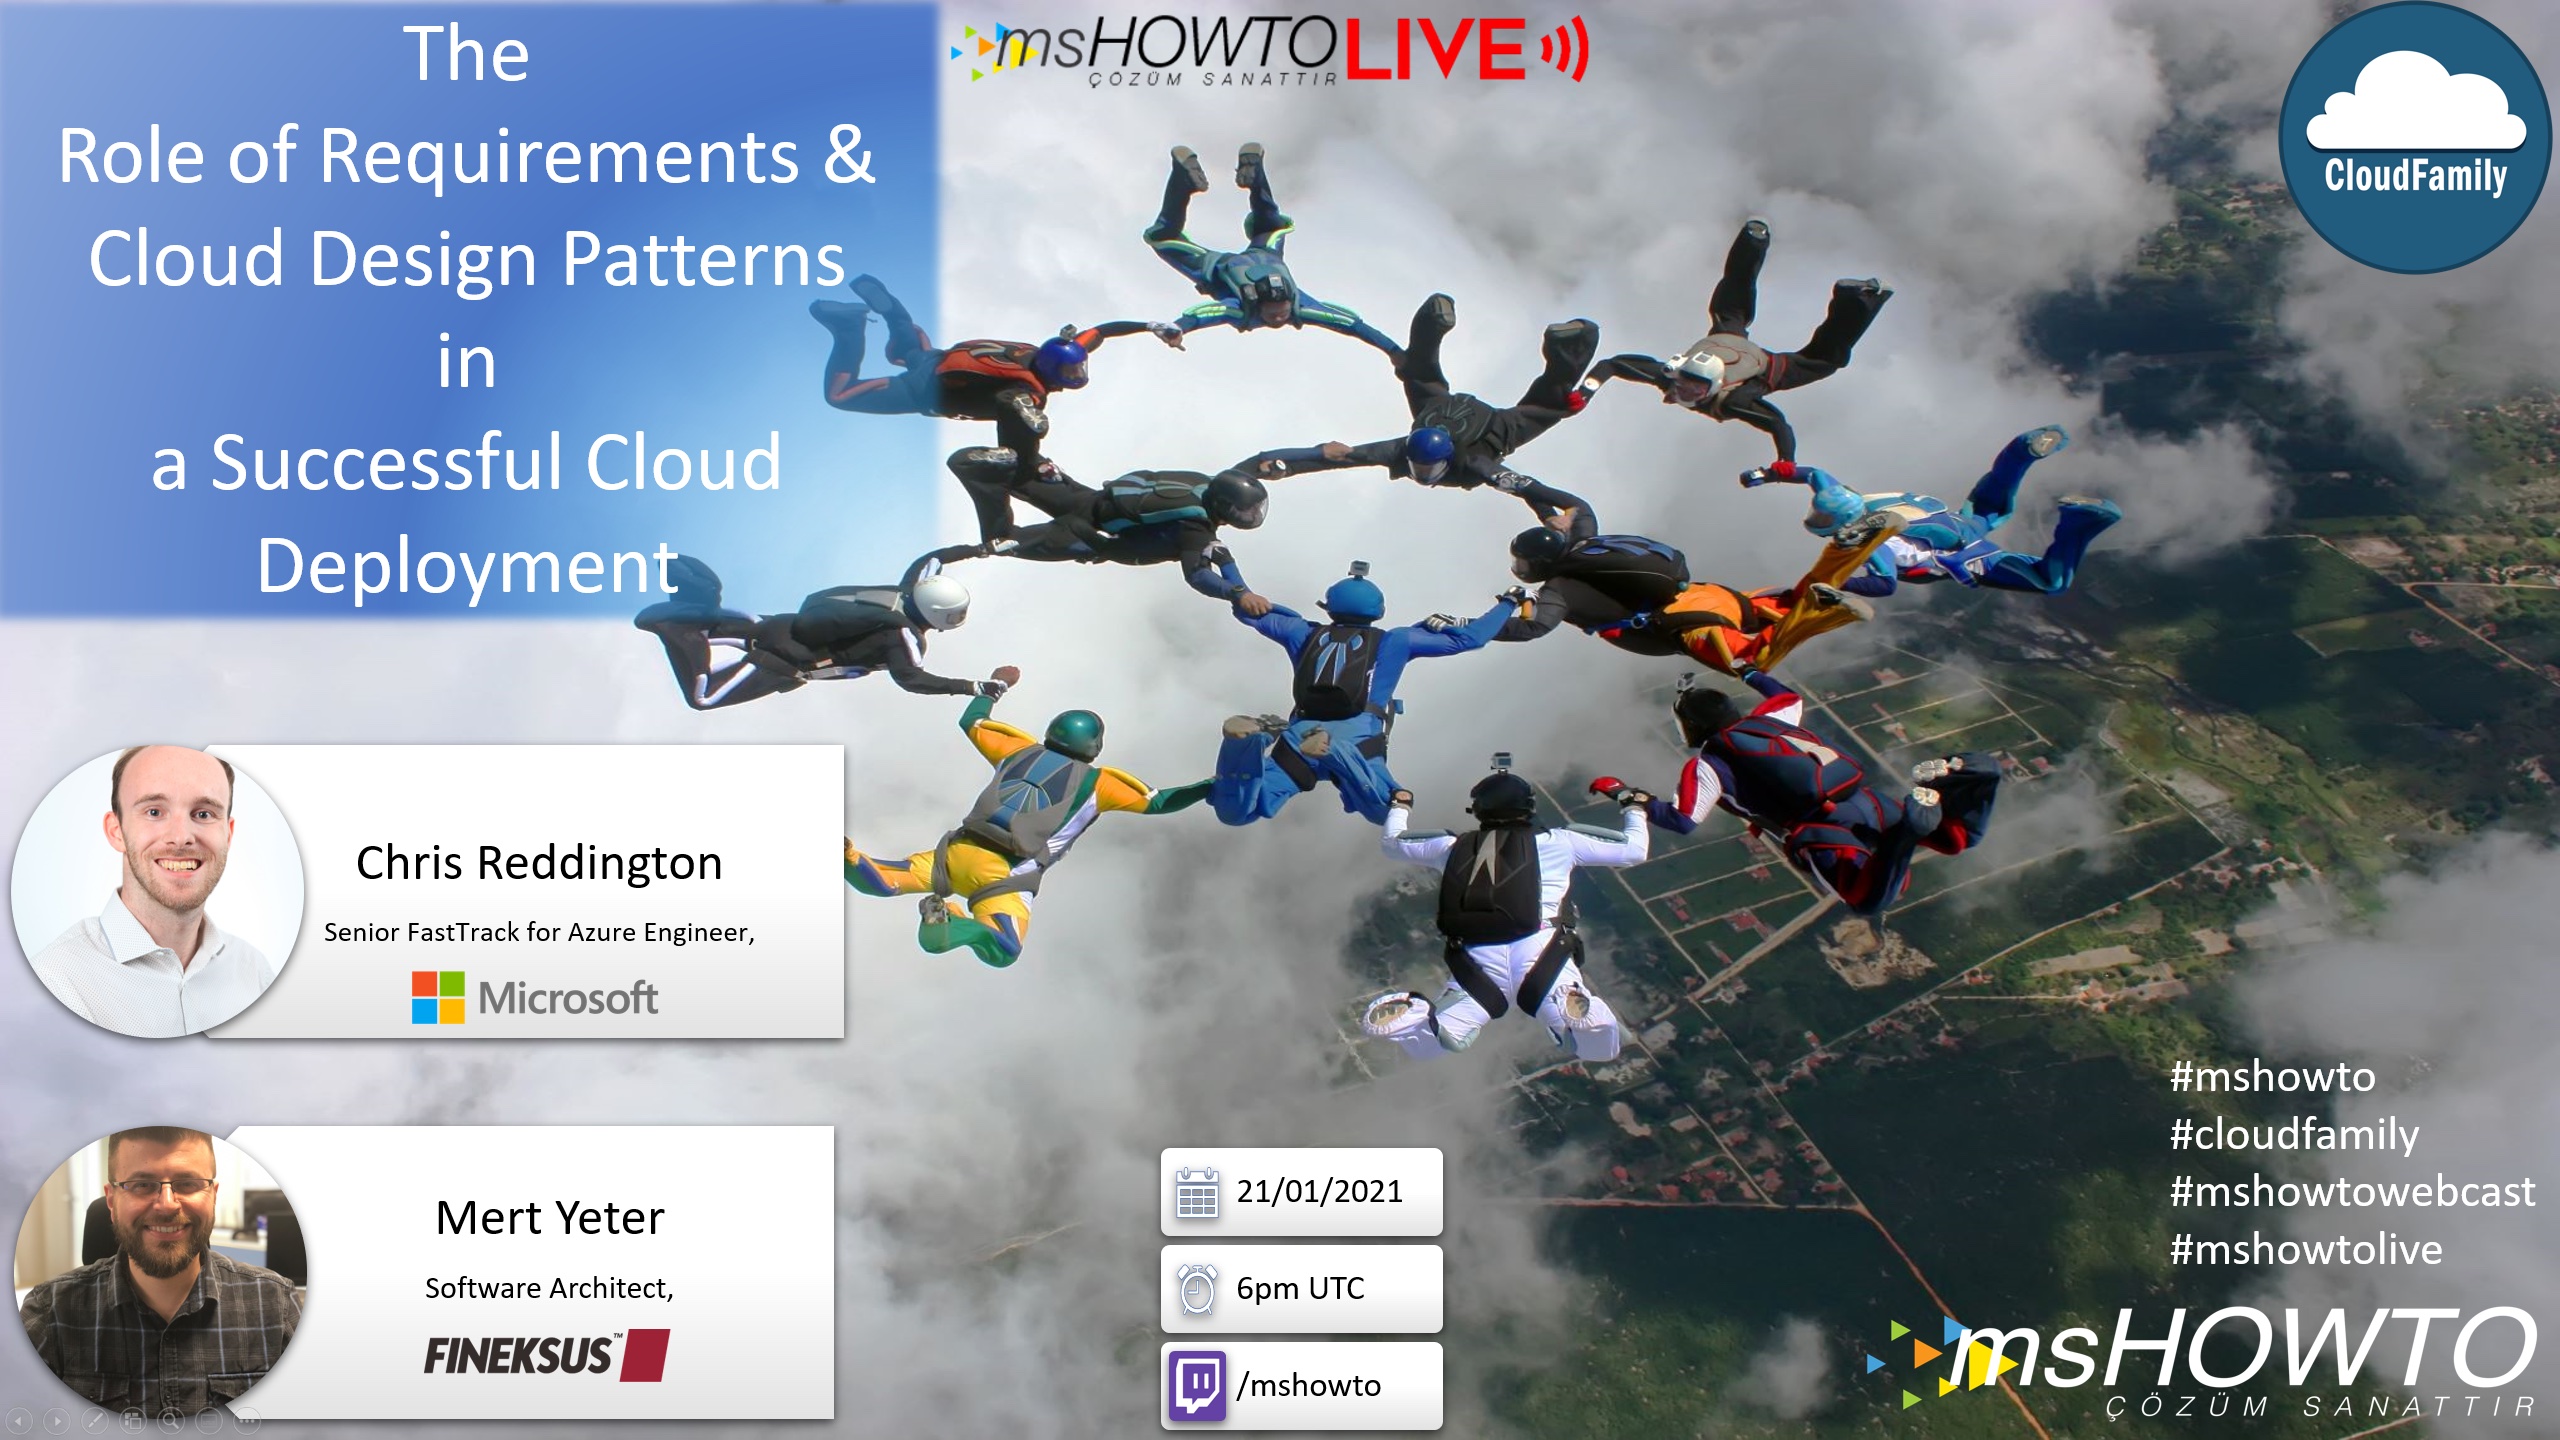 The
Role of Requirements &
Cloud Design Patterns
in
a Successful Cloud
Deployment
msHOWTO LIVE
ÇÖZÜM SANATTIR
CloudFamily
Chris Reddington
Senior FastTrack for Azure Engineer,
Microsoft
Mert Yeter
Software Architect,
FINEKSUS™
21/01/2021
6pm UTC
/mshowto
#mshowto
#cloudfamily
#mshowtowebcast
#mshowtolive
msHOWTO
ÇÖZÜM SANATTIR